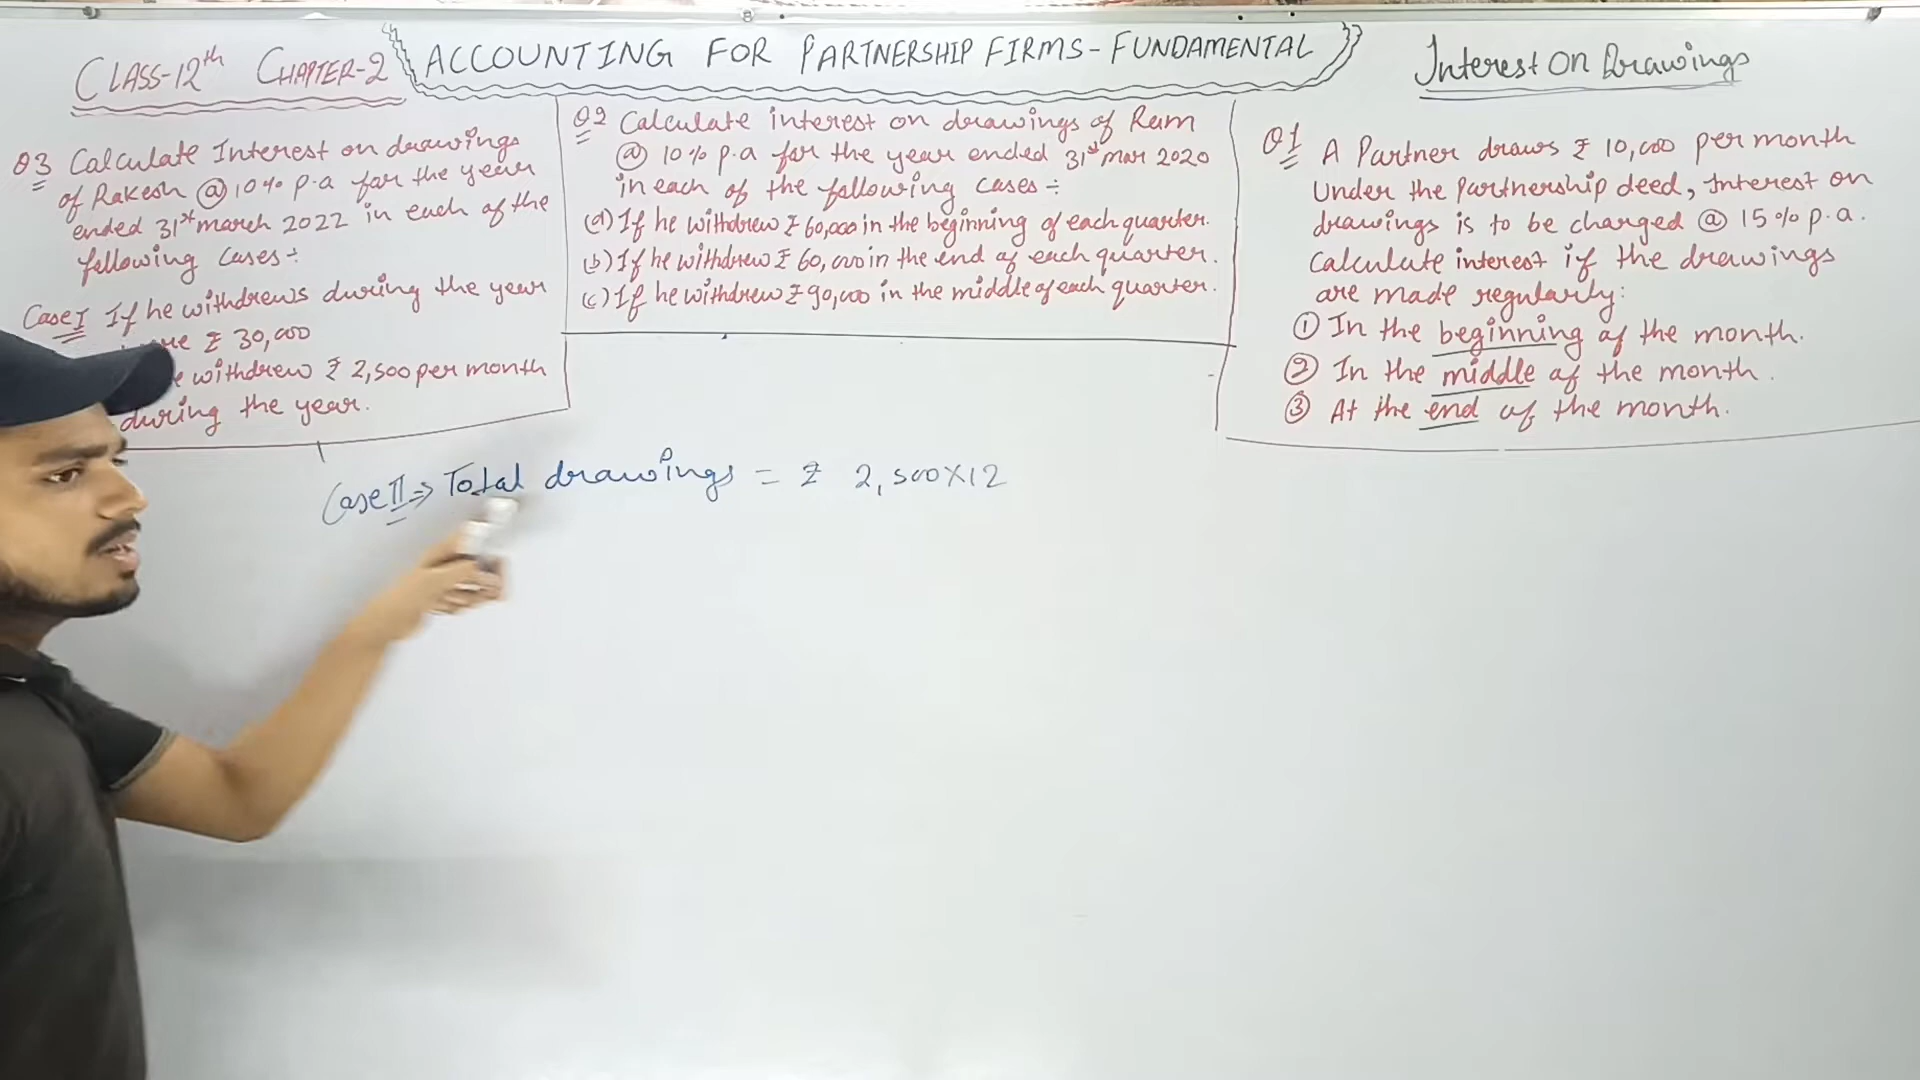 CLASS-12th CHAPTER-2
ACCOUNTING FOR PARTNERSHIP FIRMS-FUNDAMENTAL
Interest On Drawings
Q3 Calculate Interest on drawings
of Rakesh @ 10% p.a for the year
ended 31st march 2022 in each of the
following cases:-
Case I If he withdrews during the year
₹ 30,000
withdrew ₹ 2,500 per month
during the year.
Q2 Calculate interest on drawings of Ram
@ 10% p.a for the year ended 31st mar 2020
in each of the following cases :-
(a) If he withdrew ₹ 60,000 in the beginning of each quarter.
(b) If he withdrew ₹ 60,000 in the end of each quarter.
(c) If he withdrew ₹ 90,000 in the middle of each quarter.
Q1 A Partner draws ₹ 10,000 per month
Under the partnership deed, Interest on
drawings is to be charged @ 15% p.a.
Calculate interest if the drawings
are made regularly:
① In the beginning of the month.
② In the middle of the month.
③ At the end of the month.
Case II ⇒ Total drawings = ₹ 2,500×12